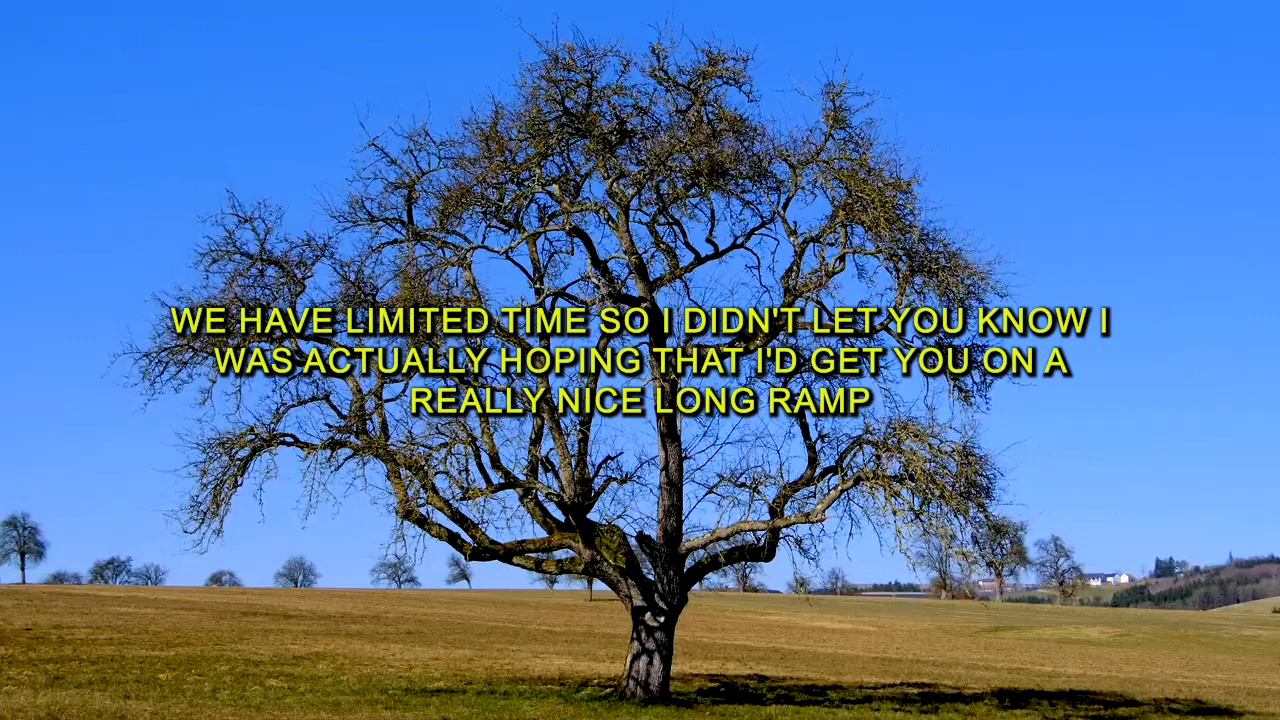 WE HAVE LIMITED TIME SO I DIDN'T LET YOU KNOW I
WAS ACTUALLY HOPING THAT I'D GET YOU ON A
REALLY NICE LONG RAMP